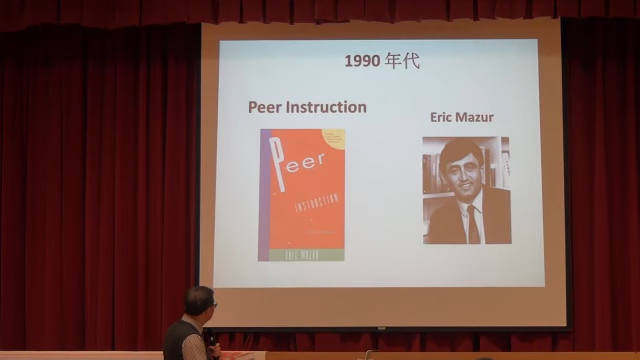 1990 年代
Peer Instruction
Eric Mazur
Peer
INSTRUCTION
ERIC MAZUR